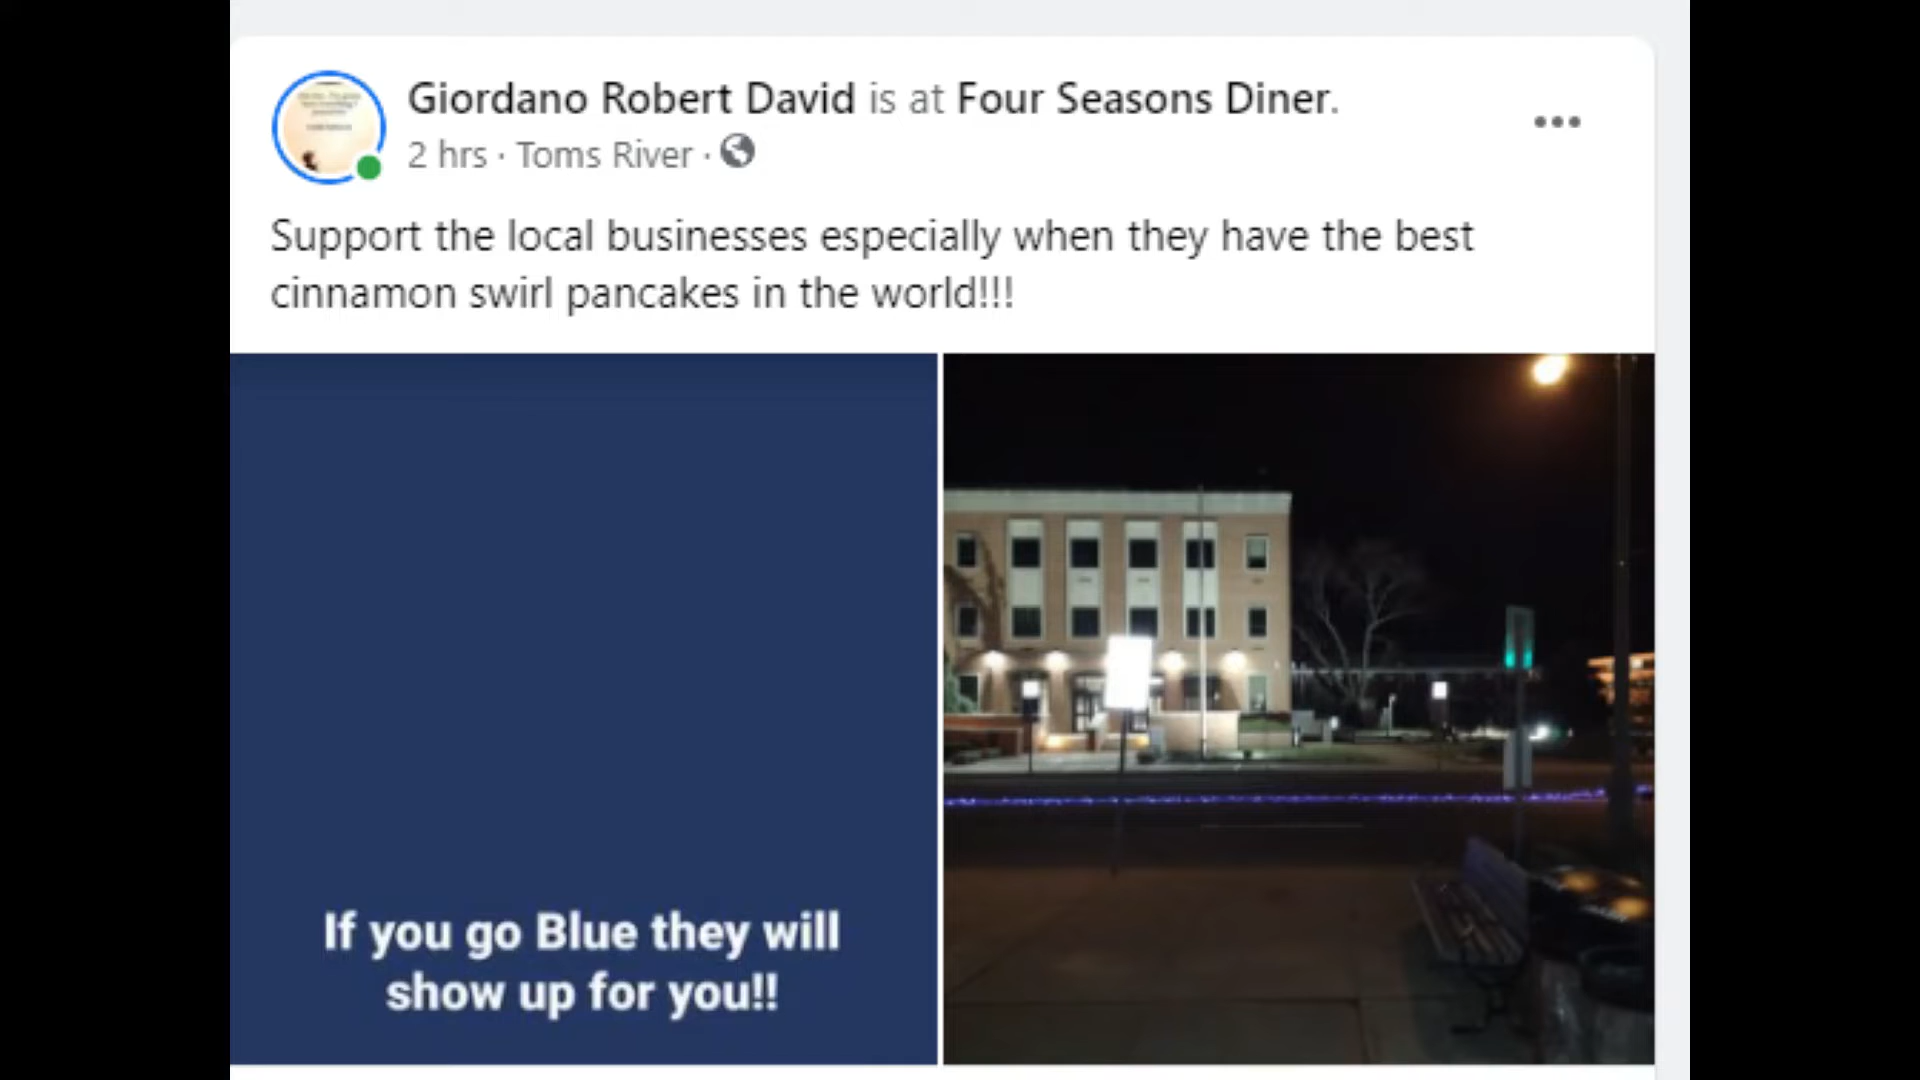 Giordano Robert David is at Four Seasons Diner.
2 hrs · Toms River ·
Support the local businesses especially when they have the best
cinnamon swirl pancakes in the world!!!
If you go Blue they will
show up for you!!